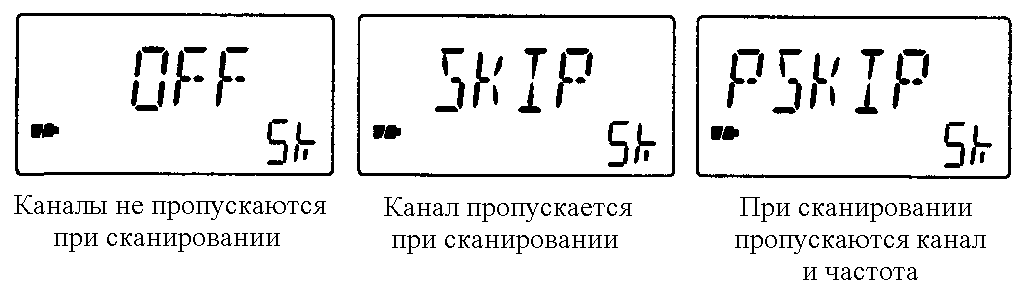 OFF
Sk
Каналы не пропускаются
при сканировании
SKIP
Sk
Канал пропускается
при сканировании
PSKIP
Sk
При сканировании
пропускаются канал
и частота